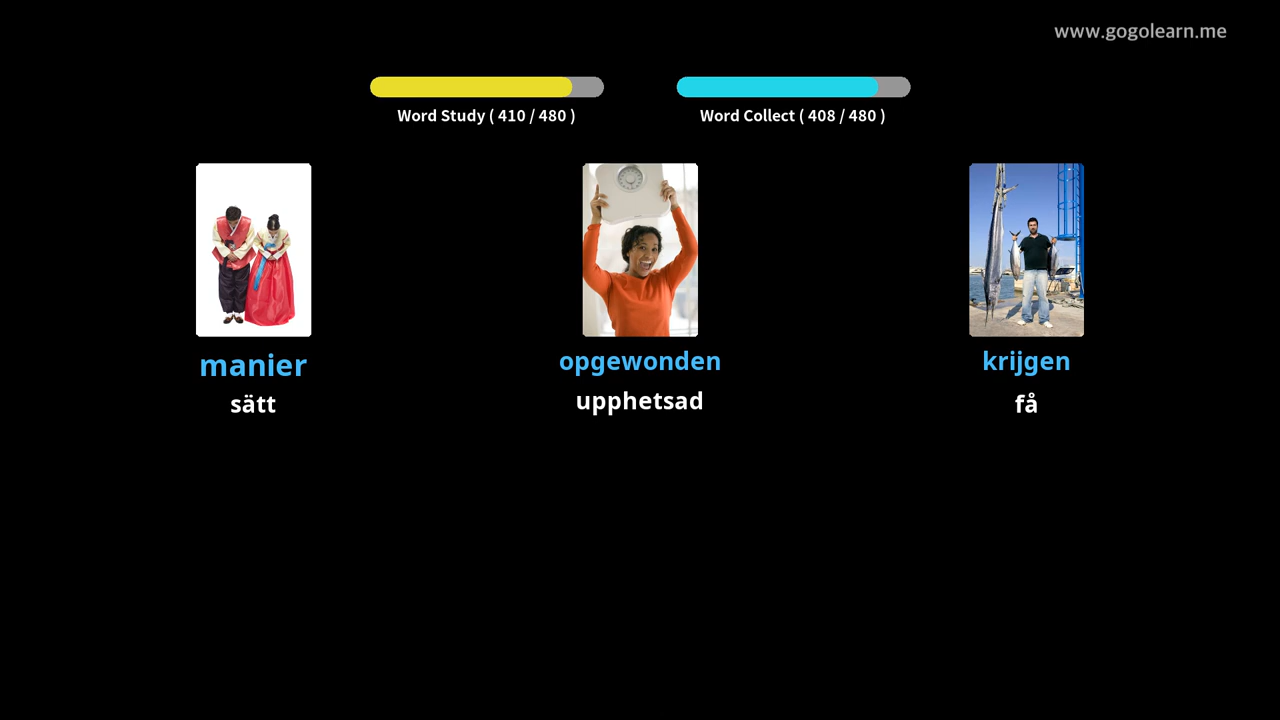 www.gogolearn.me
Word Study ( 410 / 480 )
Word Collect ( 408 / 480 )
manier
sätt
opgewonden
upphetsad
krijgen
få